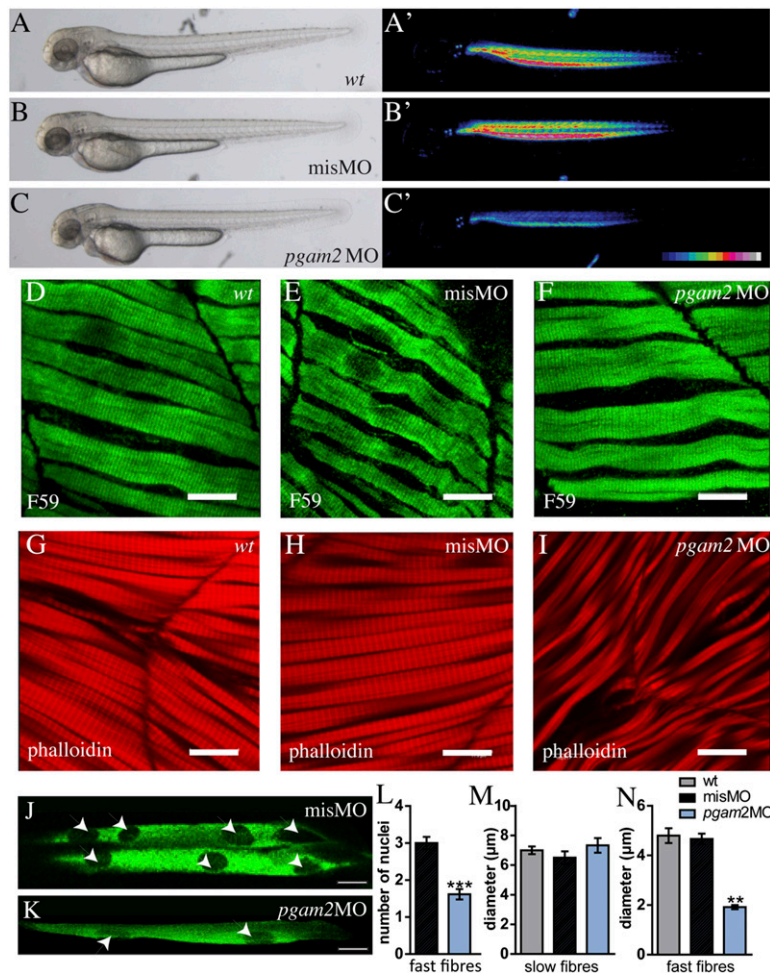 A
wt
A’
B
misMO
B’
C
pgam2 MO
C’
D
wt
F59
E
misMO
F59
F
pgam2 MO
F59
G
wt
phalloidin
H
misMO
phalloidin
I
pgam2 MO
phalloidin
J
misMO
K
pgam2MO
L
number of nuclei
4
3
2
1
0
***
fast fibres
M
diameter (µm)
10
8
6
4
2
0
slow fibres
wt
misMO
pgam2MO
N
diameter (µm)
6
4
2
0
**
fast fibres